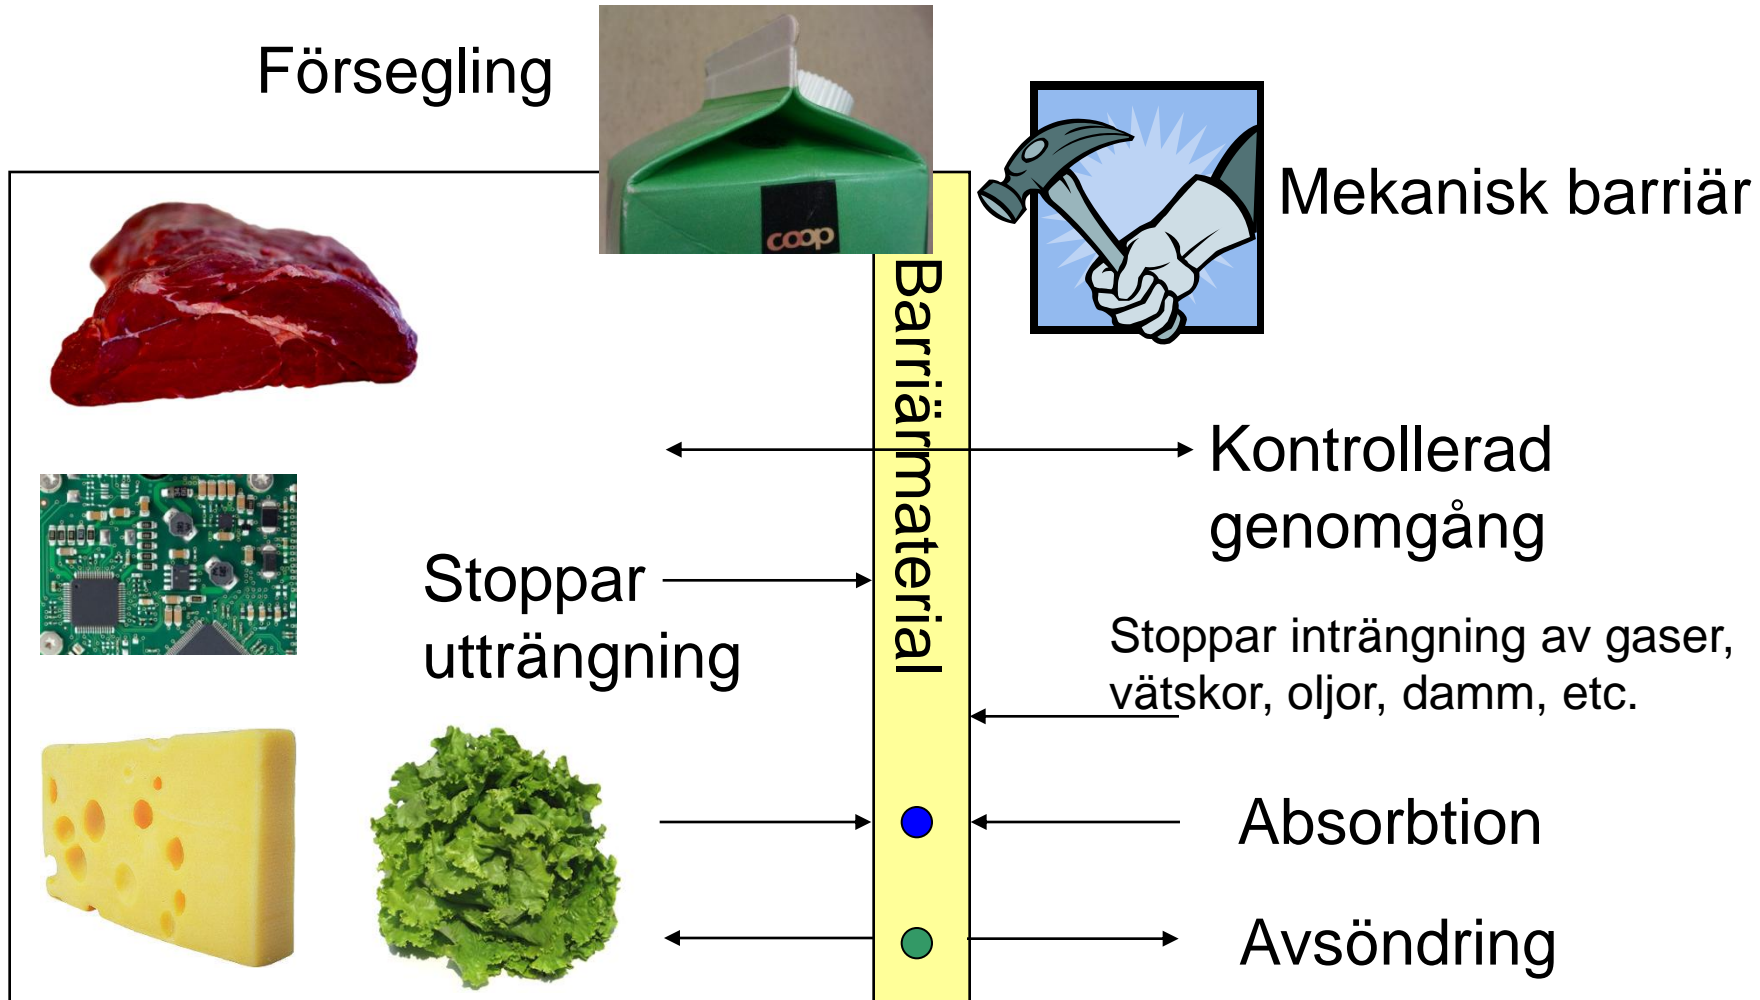 Försegling
coop
Mekanisk barriär
Barriärmaterial
Kontrollerad
genomgång
Stoppar
utträngning
Stoppar inträngning av gaser,
vätskor, oljor, damm, etc.
Absorbtion
Avsöndring